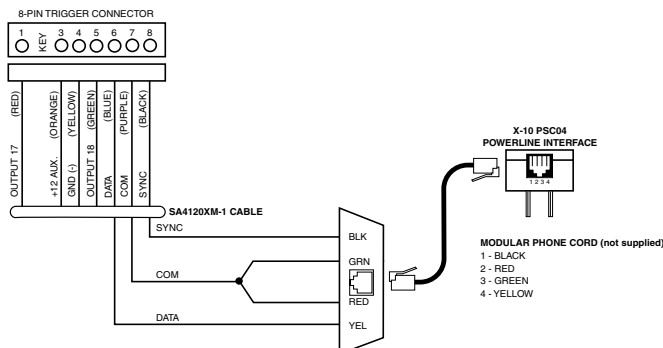 8-PIN TRIGGER CONNECTOR
1 KEY 3 4 5 6 7 8
OUTPUT 17 (RED)
+12 AUX. (ORANGE)
GND (-) (YELLOW)
OUTPUT 18 (GREEN)
DATA (BLUE)
COM (PURPLE)
SYNC (BLACK)
SA4120XM-1 CABLE
SYNC
COM
DATA
BLK
GRN
RED
YEL
X-10 PSC04
POWERLINE INTERFACE
1 2 3 4
MODULAR PHONE CORD (not supplied)
1 - BLACK
2 - RED
3 - GREEN
4 - YELLOW